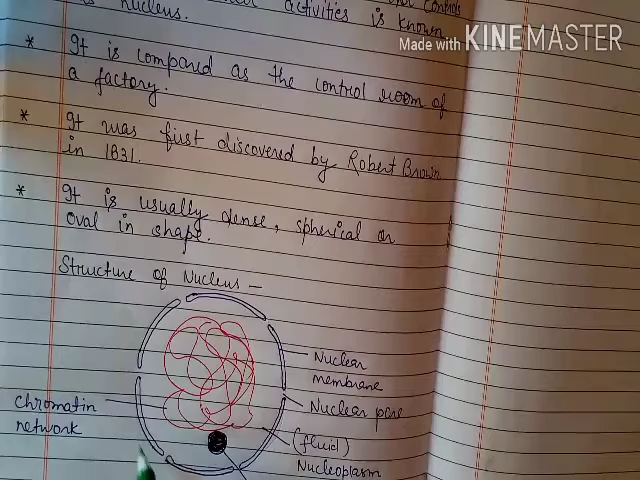 activities is known
as nucleus.
* It is compared as the control room of
a factory.
* It was first discovered by Robert Brown
in 1831.
* It is usually dense, spherical or
oval in shape.
Structure of Nucleus —
Nuclear
membrane
Nuclear pore
Chromatin
network
(fluid)
Nucleoplasm
Made with KINEMASTER